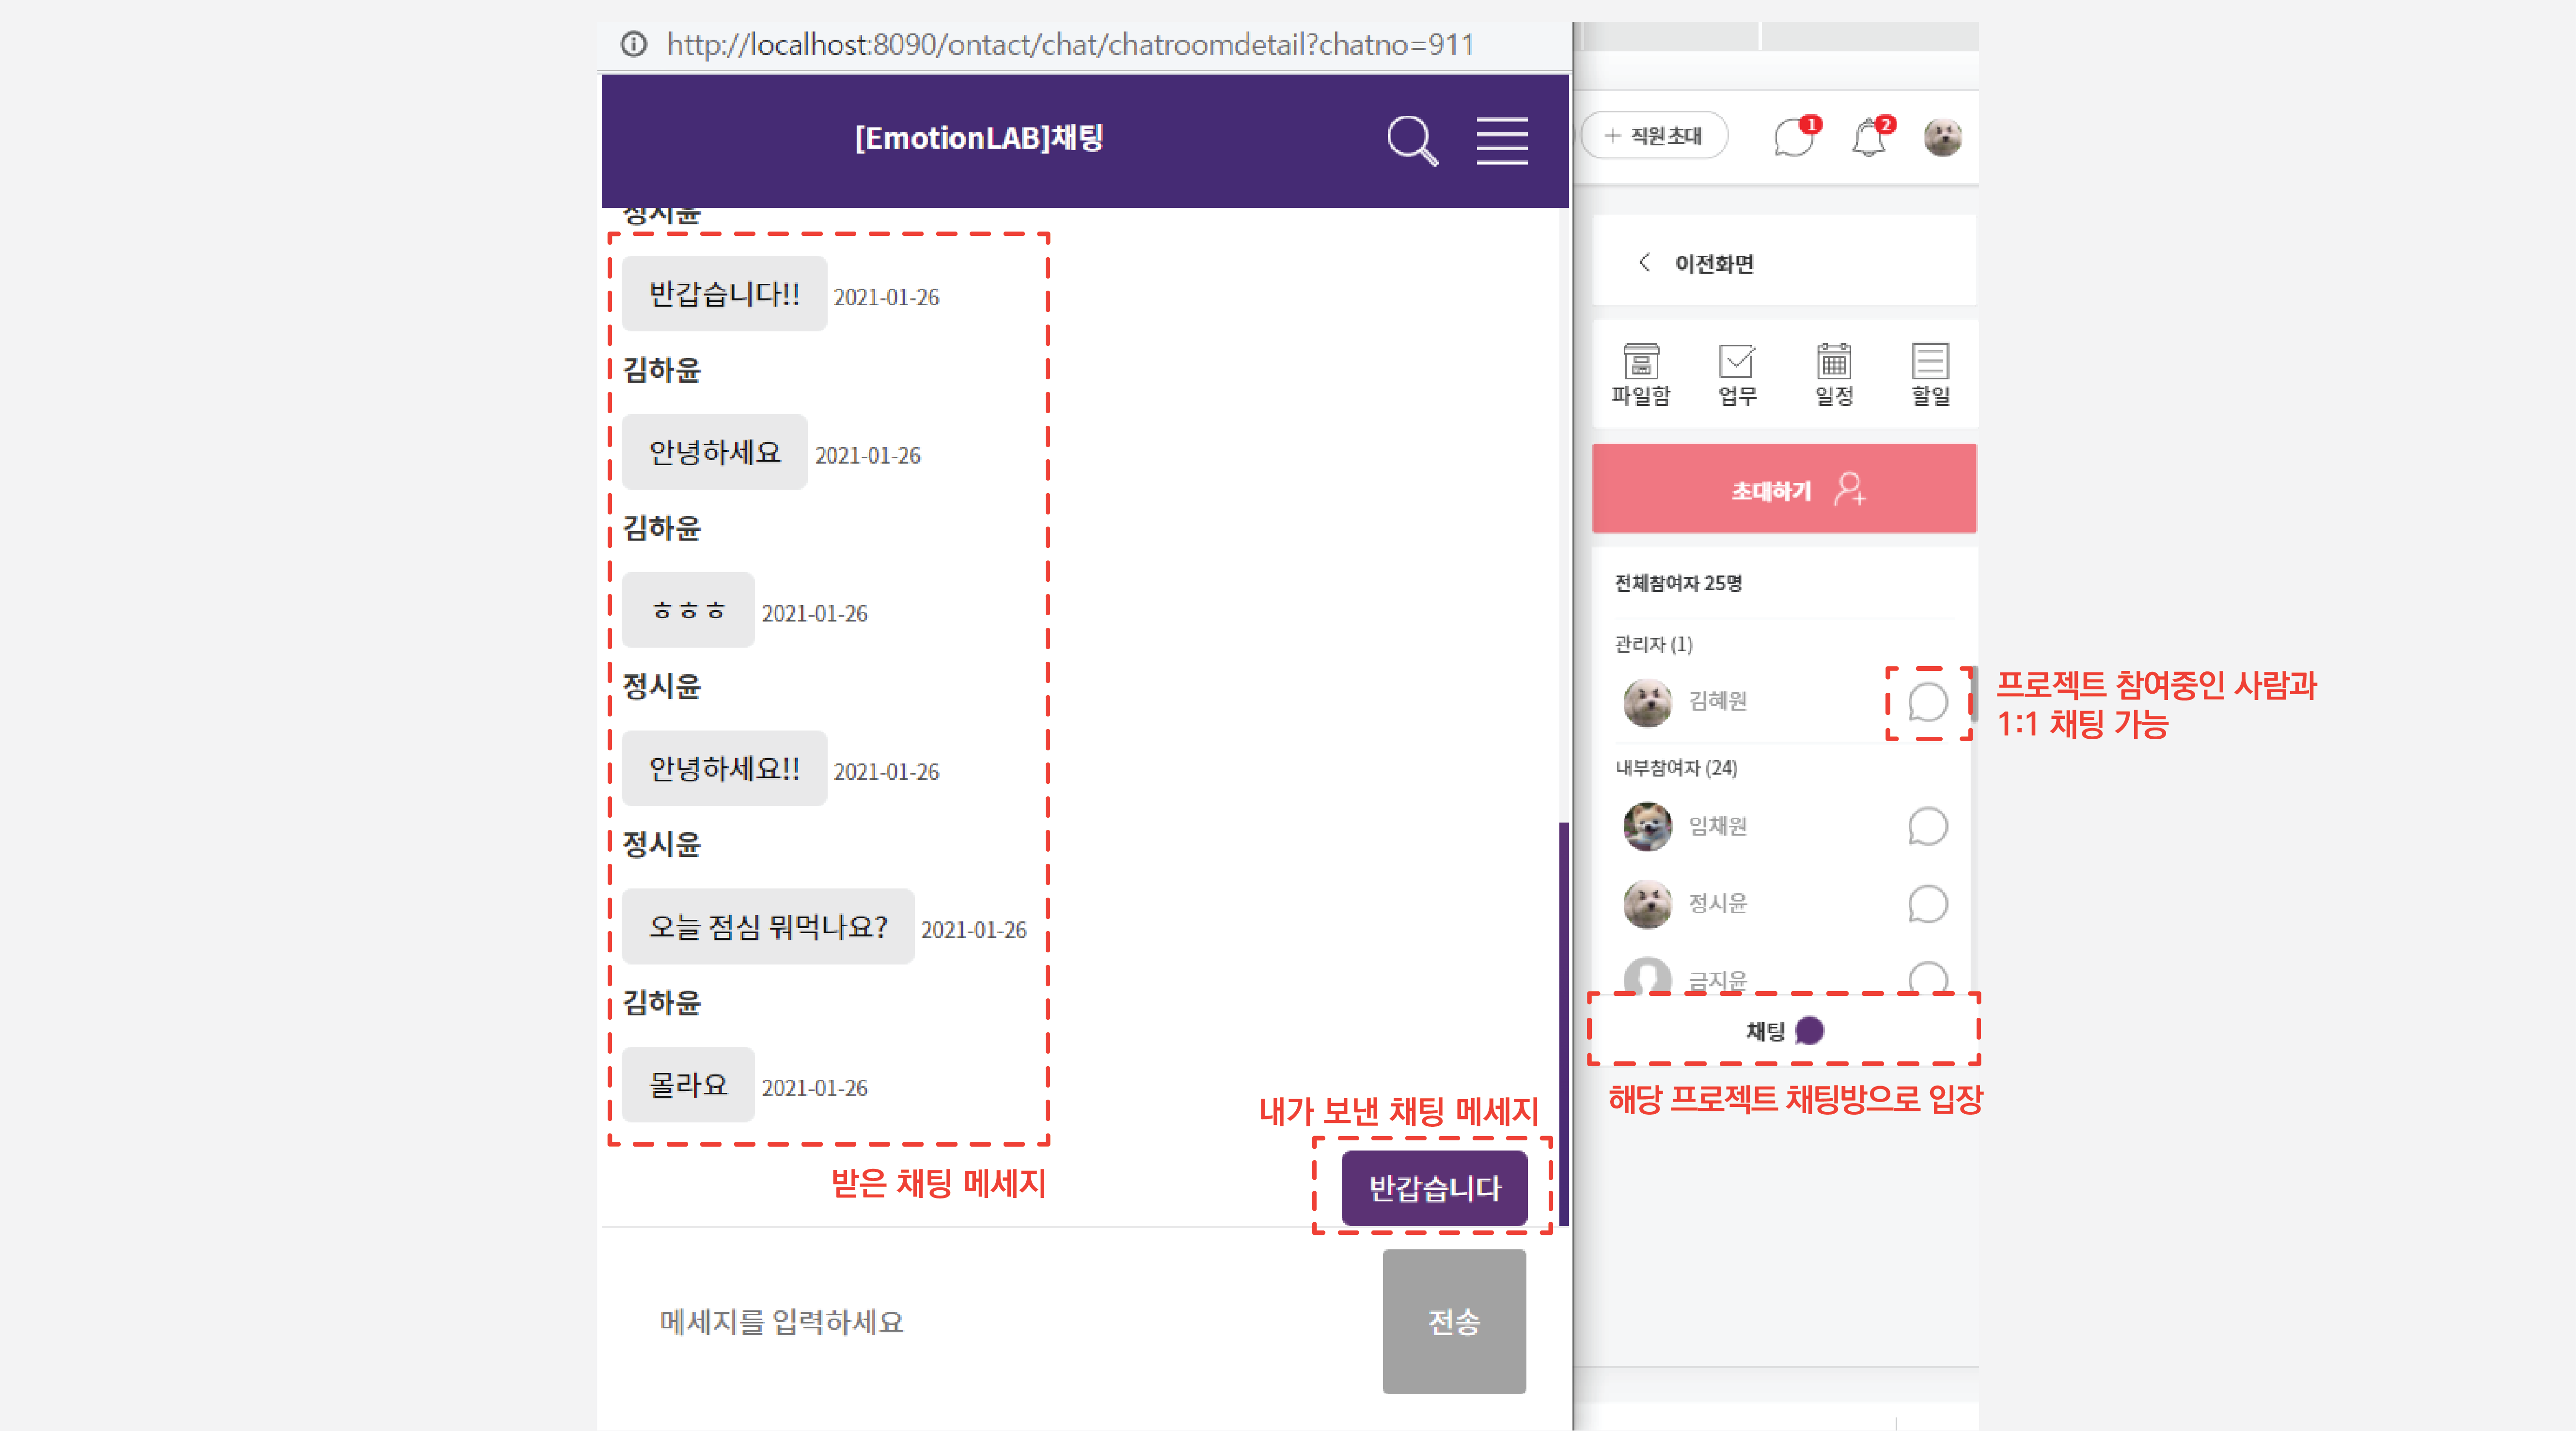 http://localhost:8090/ontact/chat/chatroomdetail?chatno=911
[EmotionLAB]채팅
정시윤
반갑습니다!! 2021-01-26
김하윤
안녕하세요 2021-01-26
김하윤
ㅎㅎㅎ 2021-01-26
정시윤
안녕하세요!! 2021-01-26
정시윤
오늘 점심 뭐먹나요? 2021-01-26
김하윤
몰라요 2021-01-26
받은 채팅 메세지
내가 보낸 채팅 메세지
반갑습니다
메세지를 입력하세요
전송
+ 직원초대
1
2
이전화면
파일함 업무 일정 할일
초대하기
전체참여자 25명
관리자 (1)
김혜원
프로젝트 참여중인 사람과
1:1 채팅 가능
내부참여자 (24)
임채원
정시윤
금지윤
채팅
해당 프로젝트 채팅방으로 입장